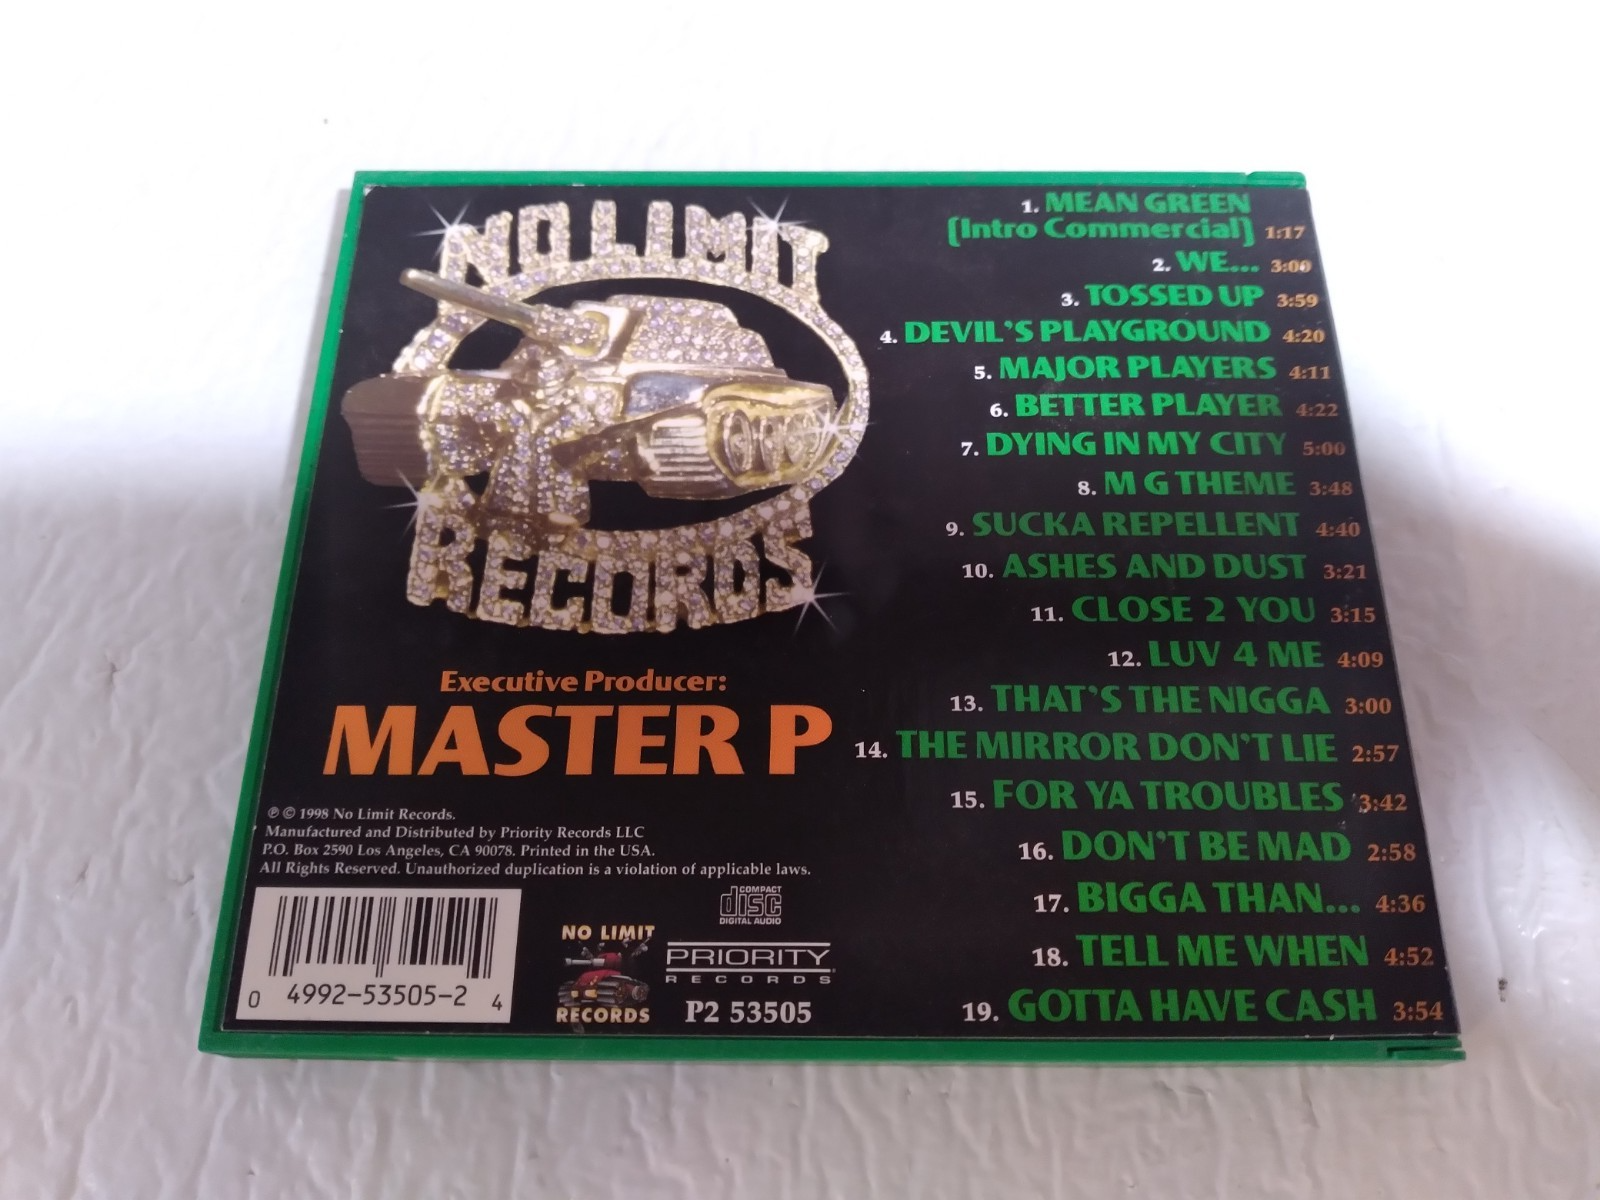 NO LIMIT
RECORDS
Executive Producer:
MASTER P
℗ © 1998 No Limit Records.
Manufactured and Distributed by Priority Records LLC
P.O. Box 2590 Los Angeles, CA 90078. Printed in the USA.
All Rights Reserved. Unauthorized duplication is a violation of applicable laws.
0 4992-53505-2 4
COMPACT
disc
DIGITAL AUDIO
NO LIMIT
RECORDS
PRIORITY
RECORDS
P2 53505
1. MEAN GREEN
(Intro Commercial) 1:17
2. WE... 3:00
3. TOSSED UP 3:59
4. DEVIL'S PLAYGROUND 4:20
5. MAJOR PLAYERS 4:11
6. BETTER PLAYER 4:22
7. DYING IN MY CITY 5:00
8. M G THEME 3:48
9. SUCKA REPELLENT 4:40
10. ASHES AND DUST 3:21
11. CLOSE 2 YOU 3:15
12. LUV 4 ME 4:09
13. THAT'S THE NIGGA 3:00
14. THE MIRROR DON'T LIE 2:57
15. FOR YA TROUBLES 3:42
16. DON'T BE MAD 2:58
17. BIGGA THAN... 4:36
18. TELL ME WHEN 4:52
19. GOTTA HAVE CASH 3:54